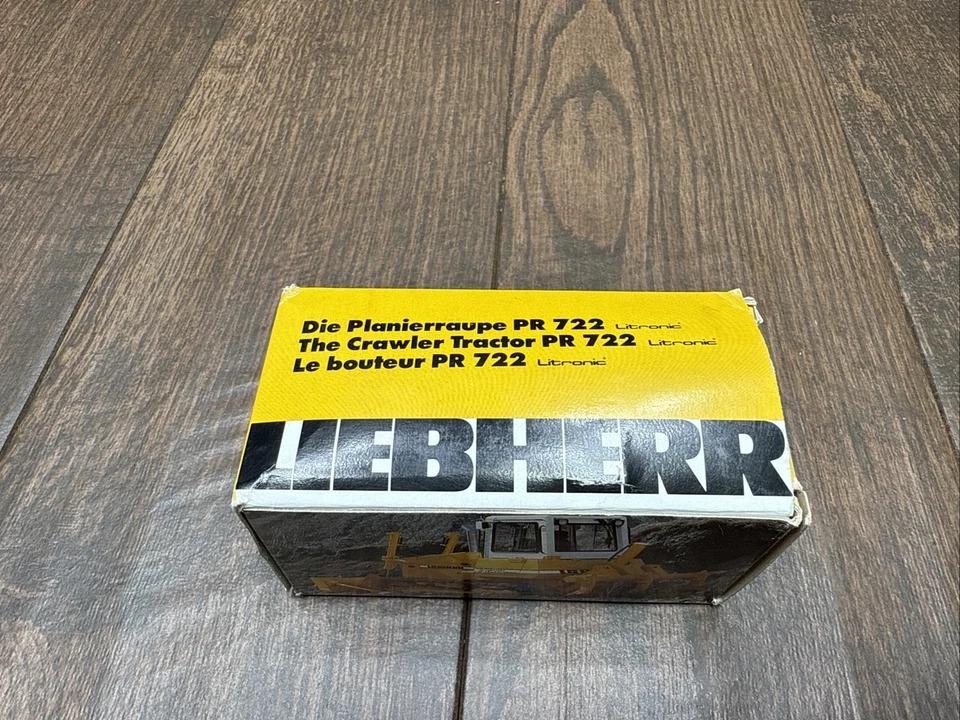 Die Planierraupe PR 722 Litronic
The Crawler Tractor PR 722 Litronic
Le bouteur PR 722 Litronic
LIEBHERR